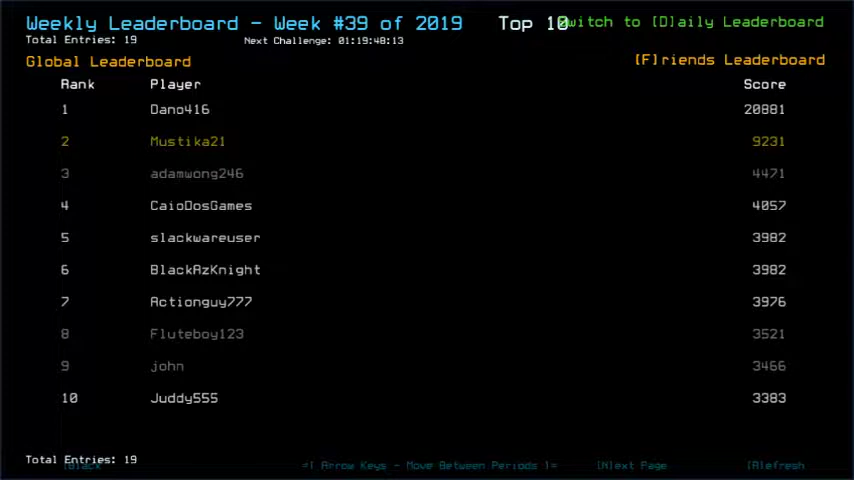 Weekly Leaderboard - Week #39 of 2019 Top 10 witch to [D]aily Leaderboard
Total Entries: 19 Next Challenge: 01:19:48:13
Global Leaderboard [F]riends Leaderboard
Rank Player Score
1 Dano416 20881
2 Mustika21 9231
3 adamwong246 4471
4 CaioDosGames 4057
5 slackwareuser 3982
6 BlackAzKnight 3982
7 Actionguy777 3976
8 Fluteboy123 3521
9 john 3466
10 Juddy555 3383
Total Entries: 19
[B]ack =[ Arrow Keys - Move Between Periods ]= [N]ext Page [R]efresh